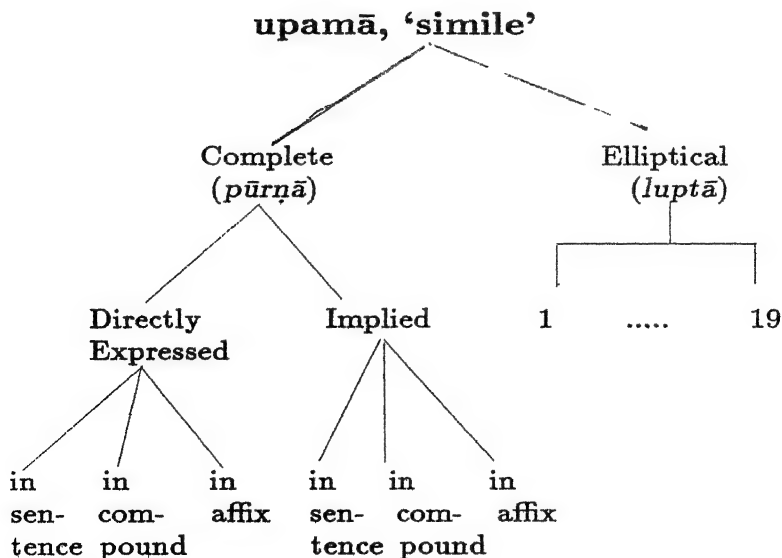 upamā, ‘simile’
Complete Elliptical
(pūrṇā) (luptā)
Directly Implied 1 ..... 19
Expressed
in in in in in in
sen- com- affix sen- com- affix
tence pound tence pound